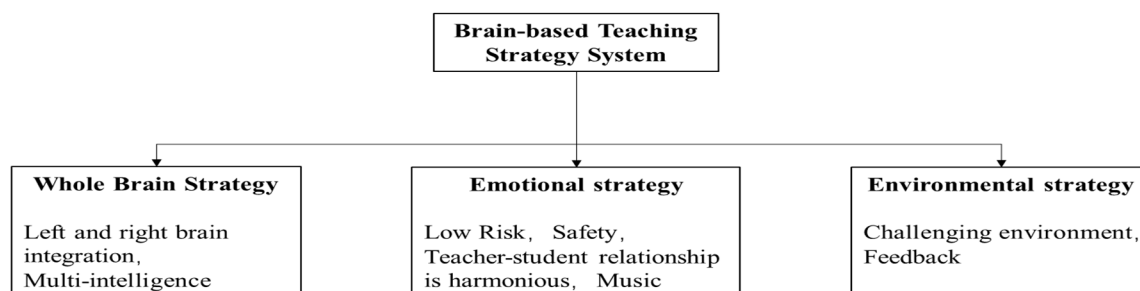 Brain-based Teaching
Strategy System
Whole Brain Strategy
Left and right brain
integration,
Multi-intelligence
Emotional strategy
Low Risk, Safety,
Teacher-student relationship
is harmonious, Music
Environmental strategy
Challenging environment,
Feedback